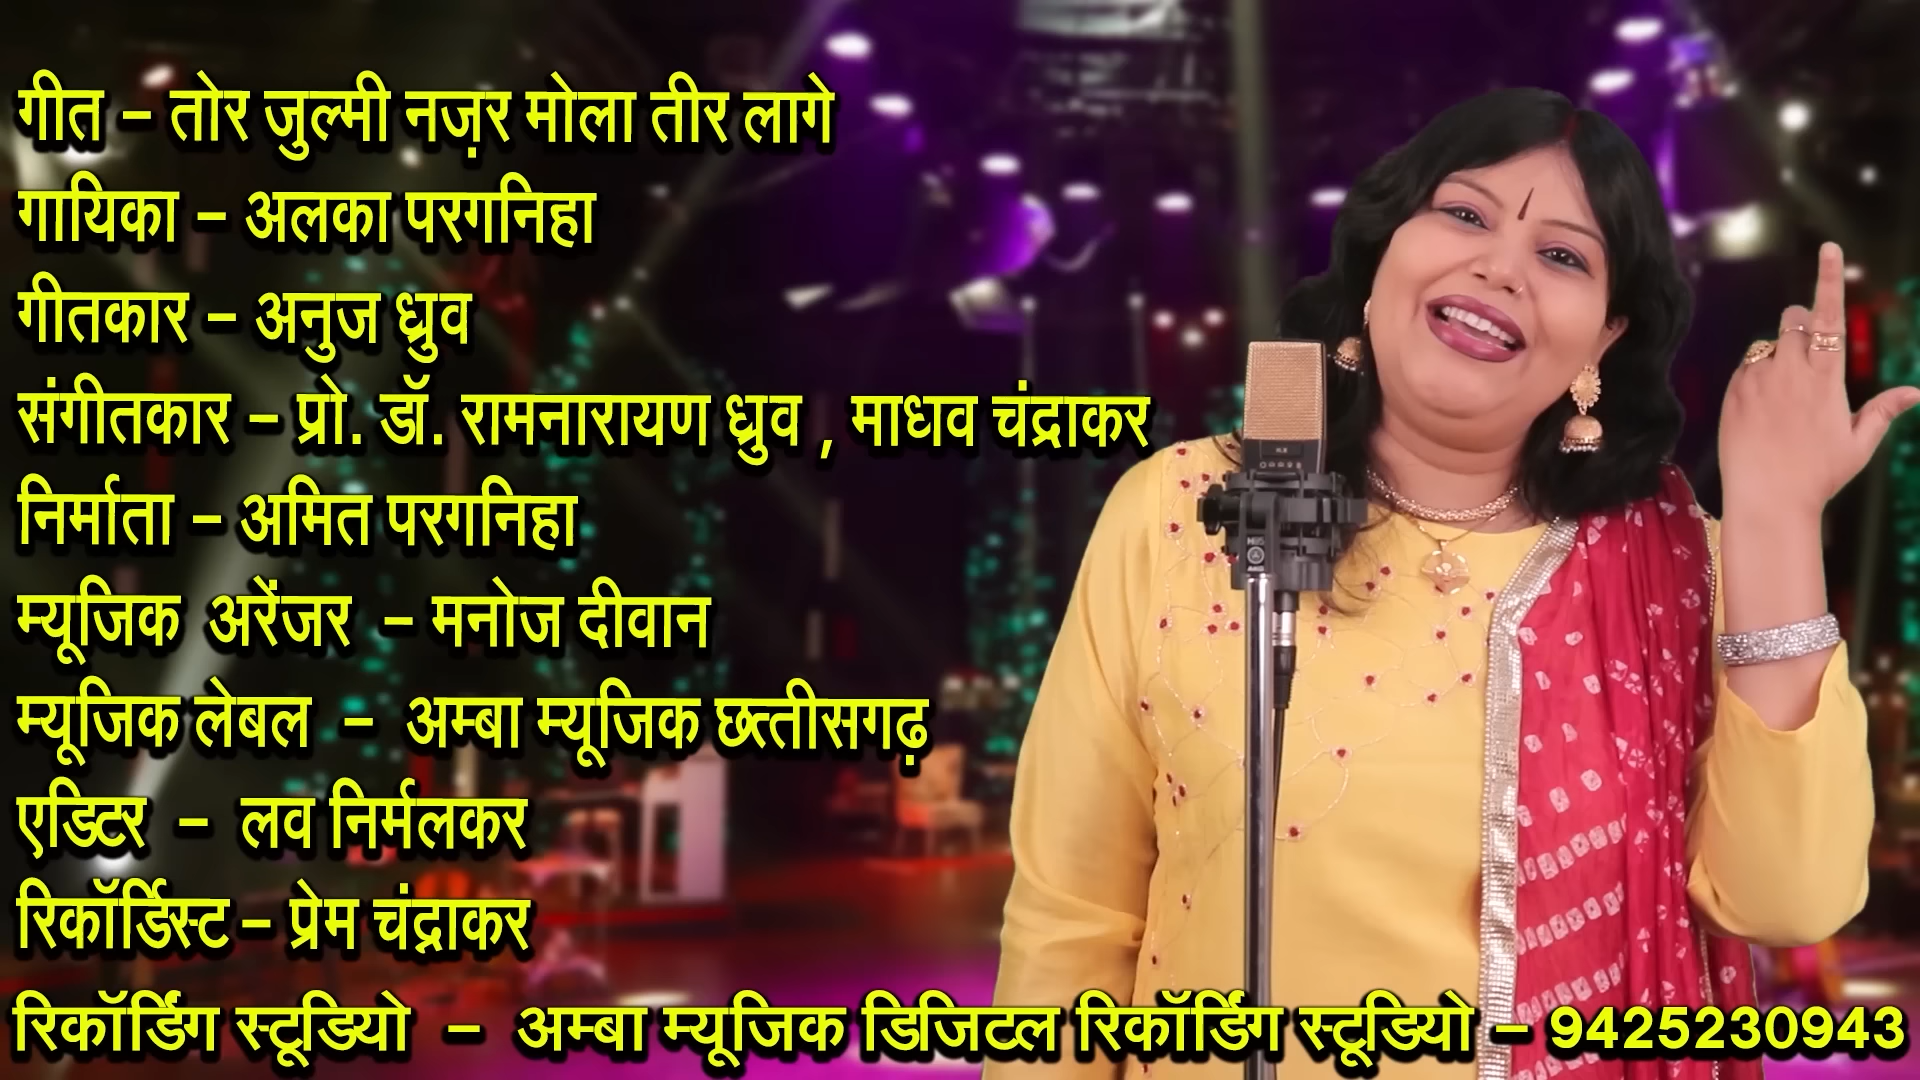 गीत – तोर जुल्मी नज़र मोला तीर लागे
गायिका – अलका परगनिहा
गीतकार – अनुज ध्रुव
संगीतकार – प्रो. डॉ. रामनारायण ध्रुव , माधव चंद्राकर
निर्माता – अमित परगनिहा
म्यूजिक अरेंजर – मनोज दीवान
म्यूजिक लेबल – अम्बा म्यूजिक छत्तीसगढ़
एडिटर – लव निर्मलकर
रिकॉर्डिस्ट – प्रेम चंद्राकर
रिकॉर्डिंग स्टूडियो – अम्बा म्यूजिक डिजिटल रिकॉर्डिंग स्टूडियो – 9425230943